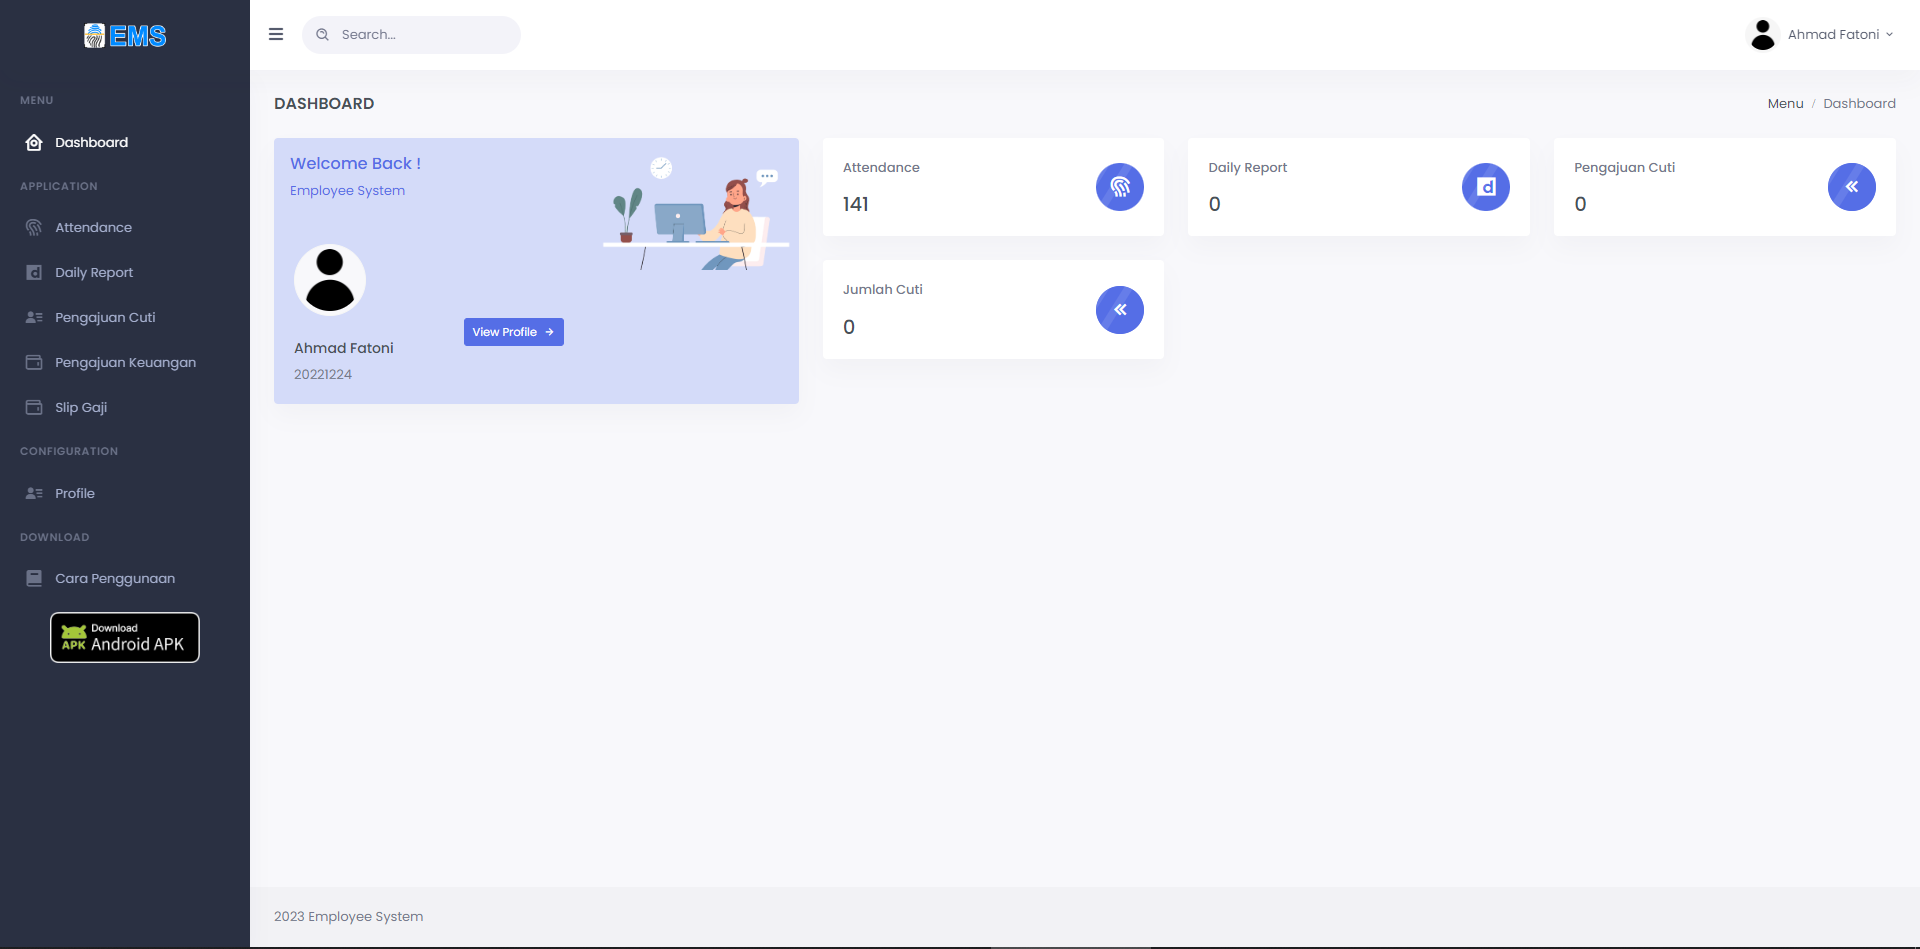 EMS
Search...
Ahmad Fatoni
MENU
Dashboard
APPLICATION
Attendance
Daily Report
Pengajuan Cuti
Pengajuan Keuangan
Slip Gaji
CONFIGURATION
Profile
DOWNLOAD
Cara Penggunaan
Download
APK Android APK
DASHBOARD
Menu / Dashboard
Welcome Back !
Employee System
View Profile
Ahmad Fatoni
20221224
Attendance
141
Daily Report
0
d
Pengajuan Cuti
0
Jumlah Cuti
0
2023 Employee System